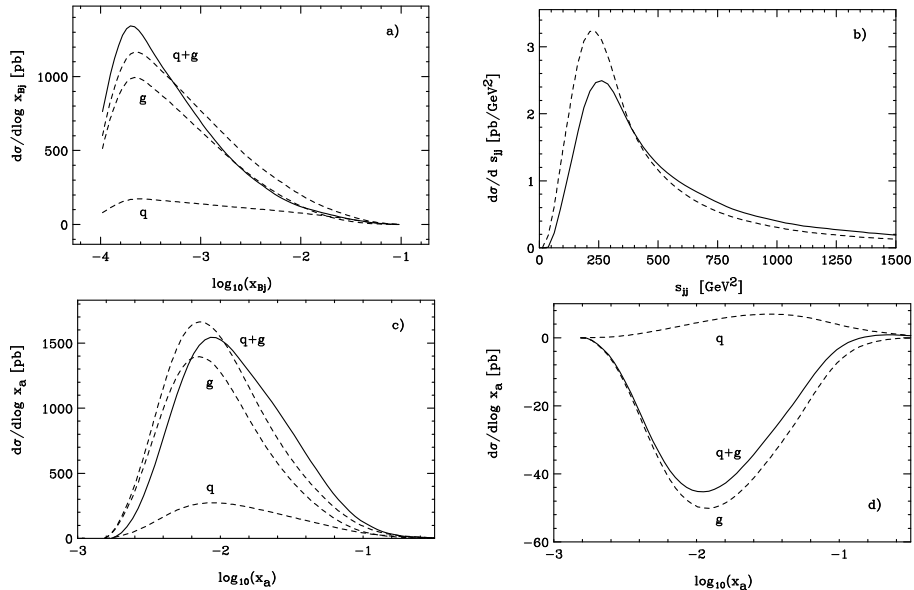 a)
dσ/dlog x_Bj [pb]
1000
500
0
q+g
g
q
−4 −3 −2 −1
log₁₀(x_Bj)
b)
dσ/d s_jj [pb/GeV²]
3
2
1
0
0 250 500 750 1000 1250 1500
s_jj [GeV²]
c)
dσ/dlog x_a [pb]
1500
1000
500
0
q+g
g
q
−3 −2 −1
log₁₀(x_a)
dσ/dlog x_a [pb]
0
−20
−40
−60
q
q+g
g
d)
−3 −2 −1
log₁₀(x_a)